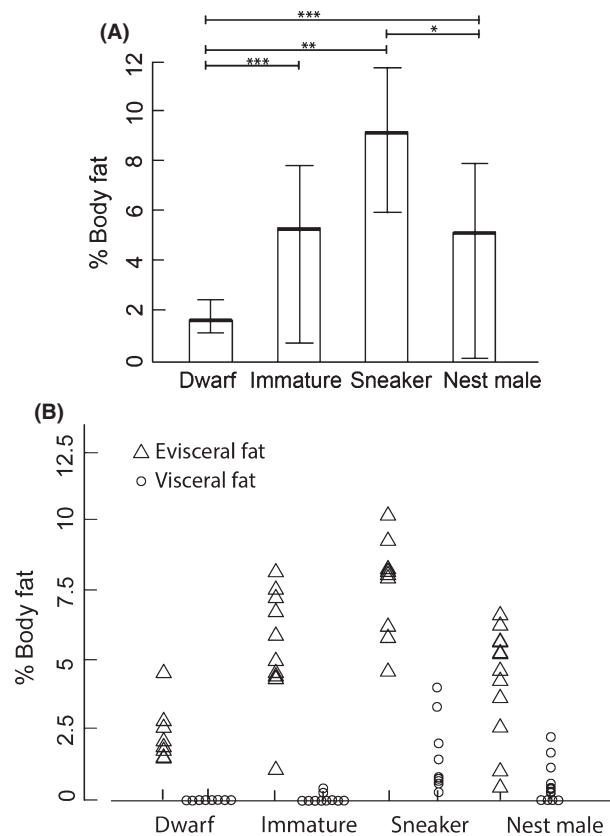 (A)
***
**
*
***
% Body fat
12
10
8
6
4
2
0
Dwarf Immature Sneaker Nest male
(B)
% Body fat
12.5
10
7.5
5
2.5
0
△ Evisceral fat
○ Visceral fat
Dwarf Immature Sneaker Nest male